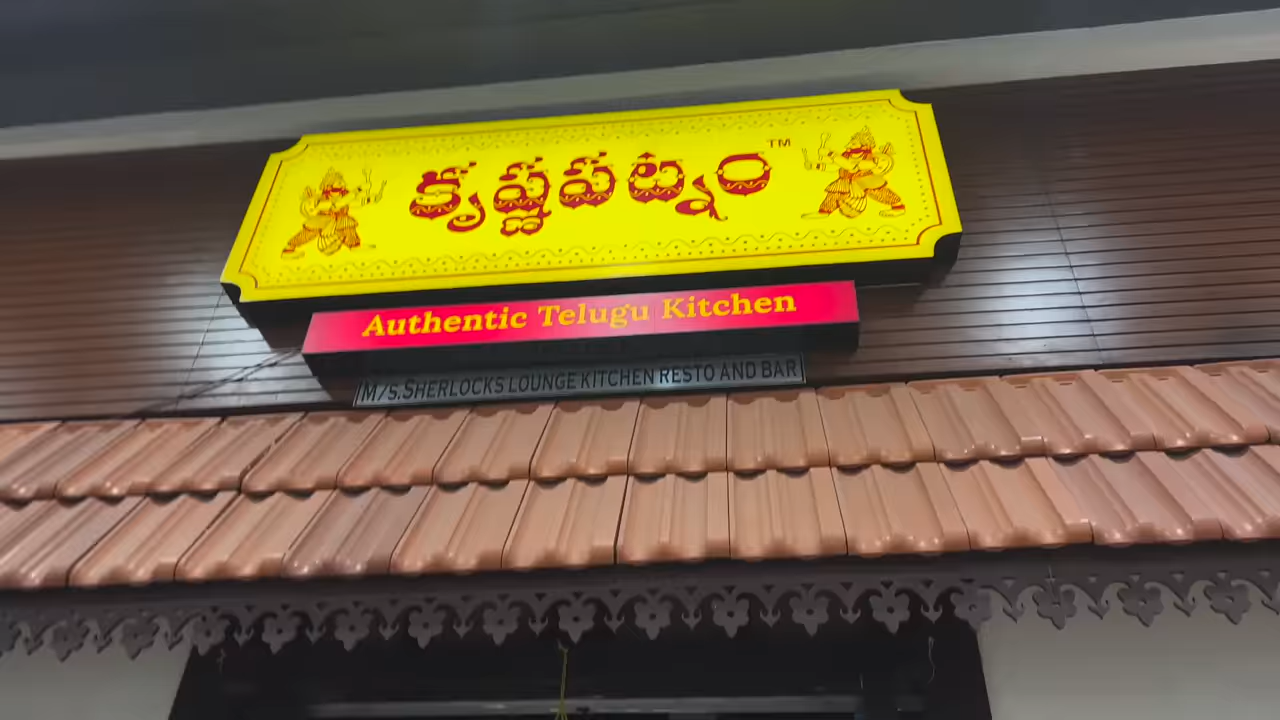 కృష్ణపట్నం TM
Authentic Telugu Kitchen
M/S.SHERLOCKS LOUNGE KITCHEN RESTO AND BAR